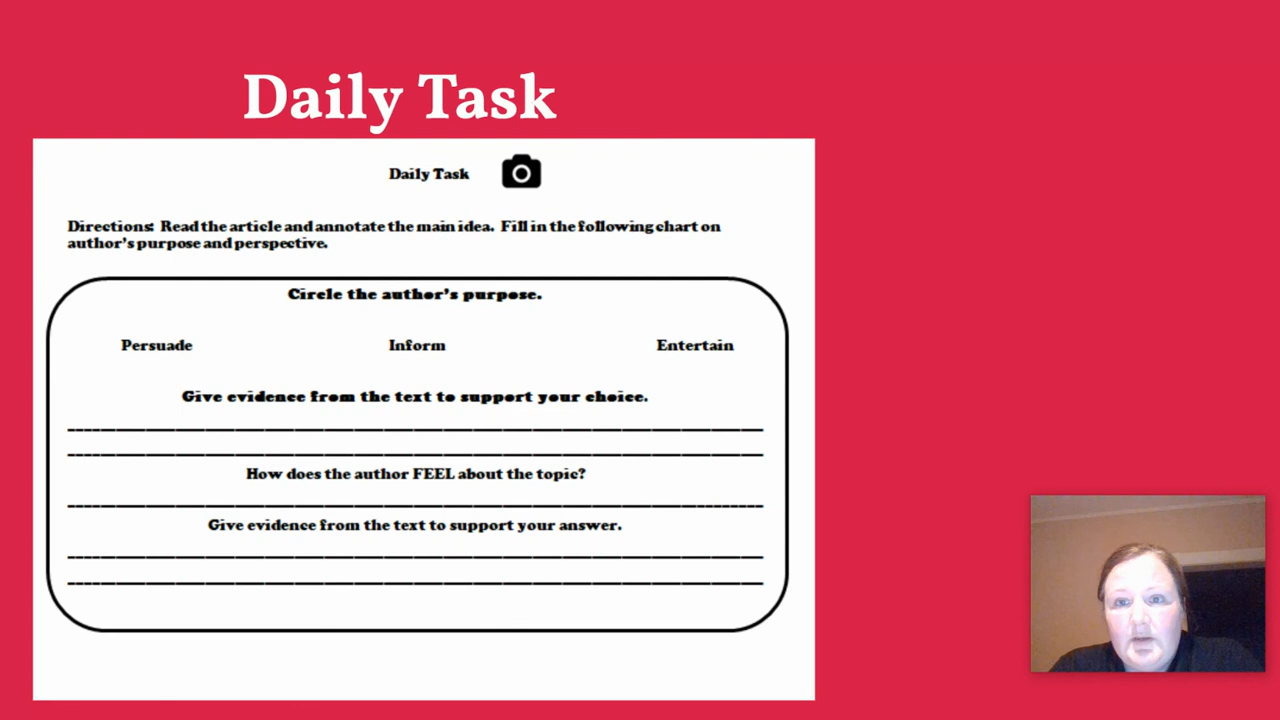 Daily Task
Daily Task
Directions: Read the article and annotate the main idea. Fill in the following chart on
author's purpose and perspective.
Circle the author's purpose.
Persuade Inform Entertain
Give evidence from the text to support your choice.
How does the author FEEL about the topic?
Give evidence from the text to support your answer.